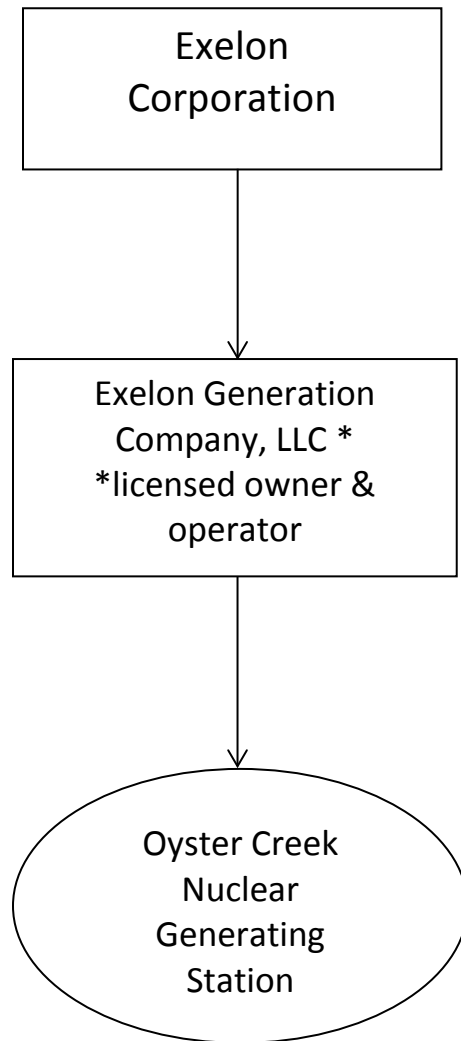 Exelon
Corporation
Exelon Generation
Company, LLC *
*licensed owner &
operator
Oyster Creek
Nuclear
Generating
Station